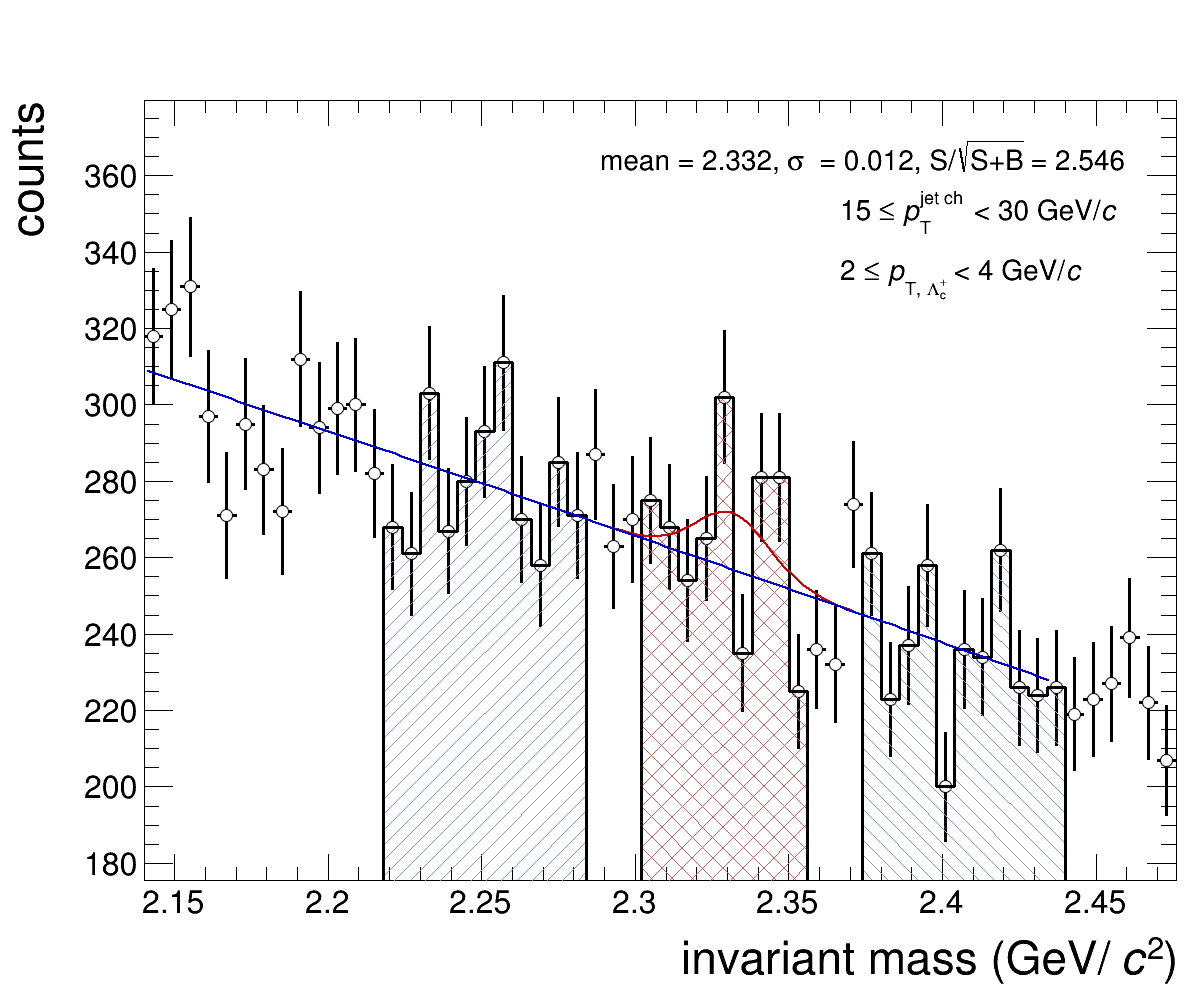 counts
mean = 2.332, σ = 0.012, S/√S+B = 2.546
15 ≤ p_T^jet ch < 30 GeV/c
2 ≤ p_T, Λ_c^+ < 4 GeV/c
360
340
320
300
280
260
240
220
200
180
2.15 2.2 2.25 2.3 2.35 2.4 2.45
invariant mass (GeV/ c²)